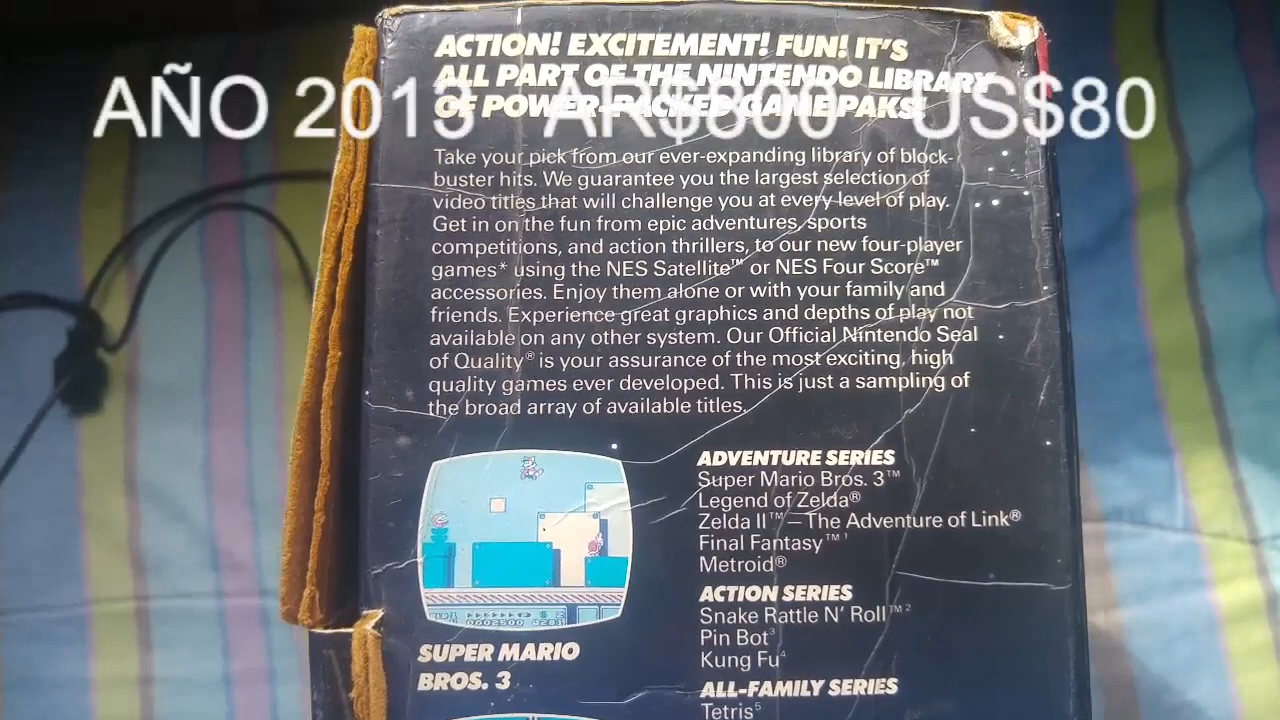 ACTION! EXCITEMENT! FUN! IT'S
ALL PART OF THE NINTENDO LIBRARY
OF POWER-PACKED GAME PAKS!
AÑO 2013 AR$800 US$80
Take your pick from our ever-expanding library of block-
buster hits. We guarantee you the largest selection of
video titles that will challenge you at every level of play.
Get in on the fun from epic adventures, sports
competitions, and action thrillers, to our new four-player
games* using the NES Satellite™ or NES Four Score™
accessories. Enjoy them alone or with your family and
friends. Experience great graphics and depths of play not
available on any other system. Our Official Nintendo Seal
of Quality® is your assurance of the most exciting, high
quality games ever developed. This is just a sampling of
the broad array of available titles.
SUPER MARIO
BROS. 3
ADVENTURE SERIES
Super Mario Bros. 3™
Legend of Zelda®
Zelda II™—The Adventure of Link®
Final Fantasy™ ¹
Metroid®
ACTION SERIES
Snake Rattle N' Roll™ ²
Pin Bot³
Kung Fu⁴
ALL-FAMILY SERIES
Tetris⁵